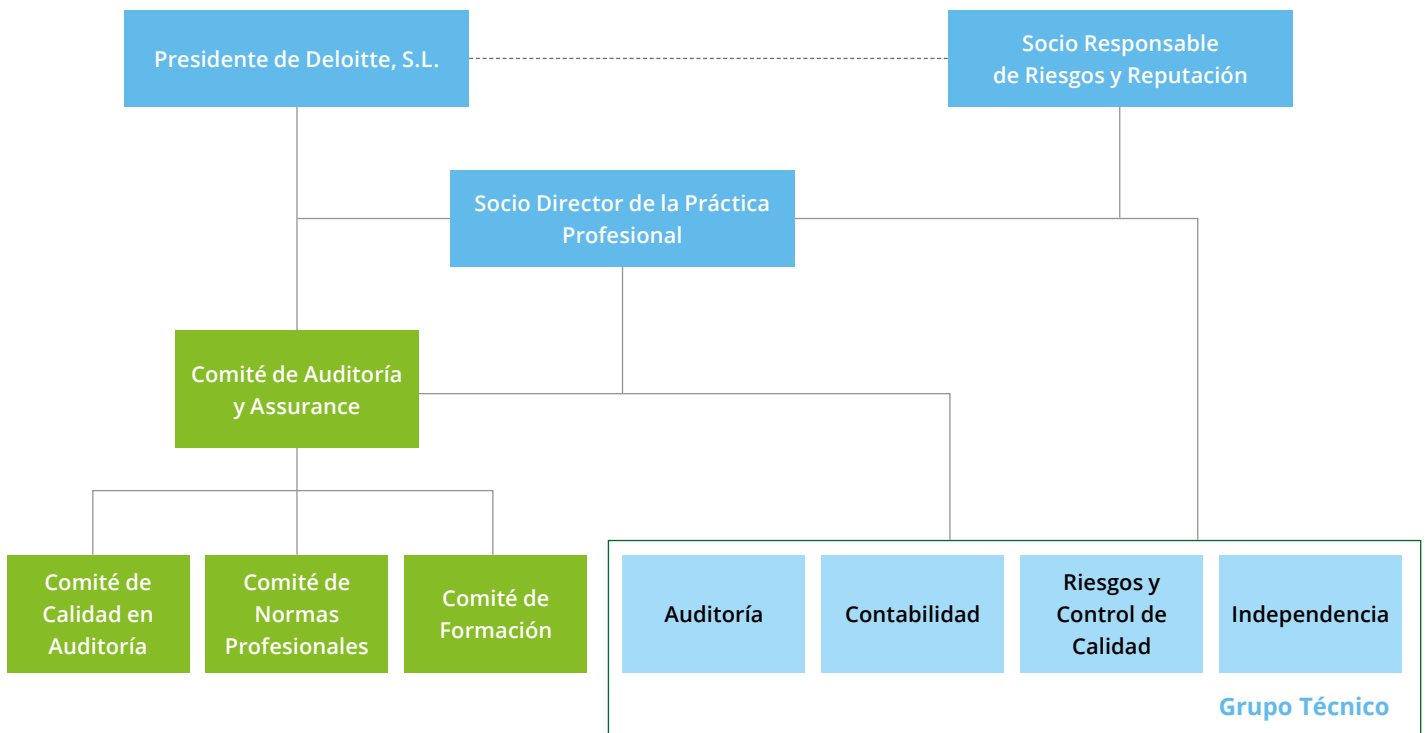 Presidente de Deloitte, S.L.
Socio Responsable
de Riesgos y Reputación
Socio Director de la Práctica
Profesional
Comité de Auditoría
y Assurance
Comité de
Calidad en
Auditoría
Comité de
Normas
Profesionales
Comité de
Formación
Auditoría
Contabilidad
Riesgos y
Control de
Calidad
Independencia
Grupo Técnico